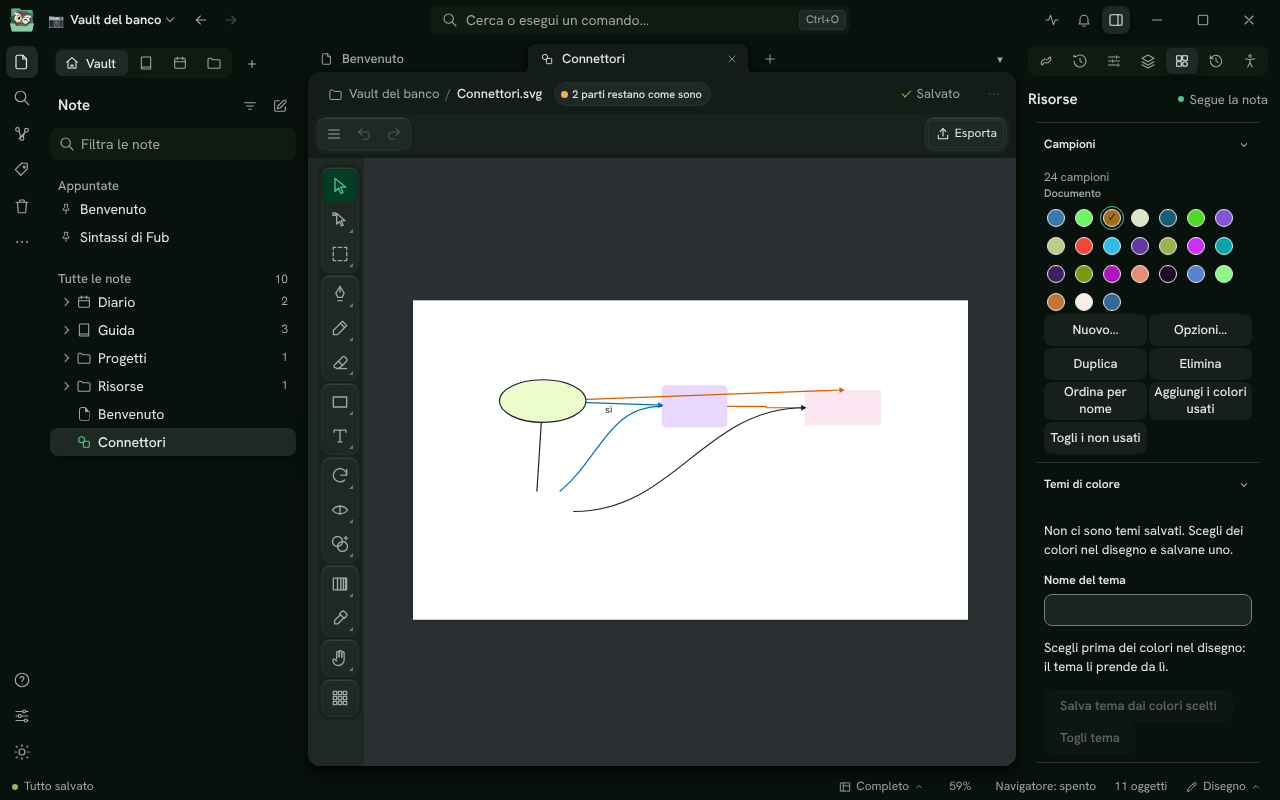 Vault del banco
Cerca o esegui un comando...
Ctrl+O
Vault
Benvenuto
Connettori
Note
Vault del banco / Connettori.svg
2 parti restano come sono
Salvato
Risorse
Segue la nota
Filtra le note
Esporta
Campioni
24 campioni
Documento
Appuntate
Benvenuto
Sintassi di Fub
Tutte le note 10
Diario 2
Guida 3
Progetti 1
Risorse 1
Benvenuto
Connettori
sì
Nuovo...
Opzioni...
Duplica
Elimina
Ordina per nome
Aggiungi i colori usati
Togli i non usati
Temi di colore
Non ci sono temi salvati. Scegli dei
colori nel disegno e salvane uno.
Nome del tema
Scegli prima dei colori nel disegno:
il tema li prende da lì.
Salva tema dai colori scelti
Togli tema
Tutto salvato
Completo
59%
Navigatore: spento
11 oggetti
Disegno